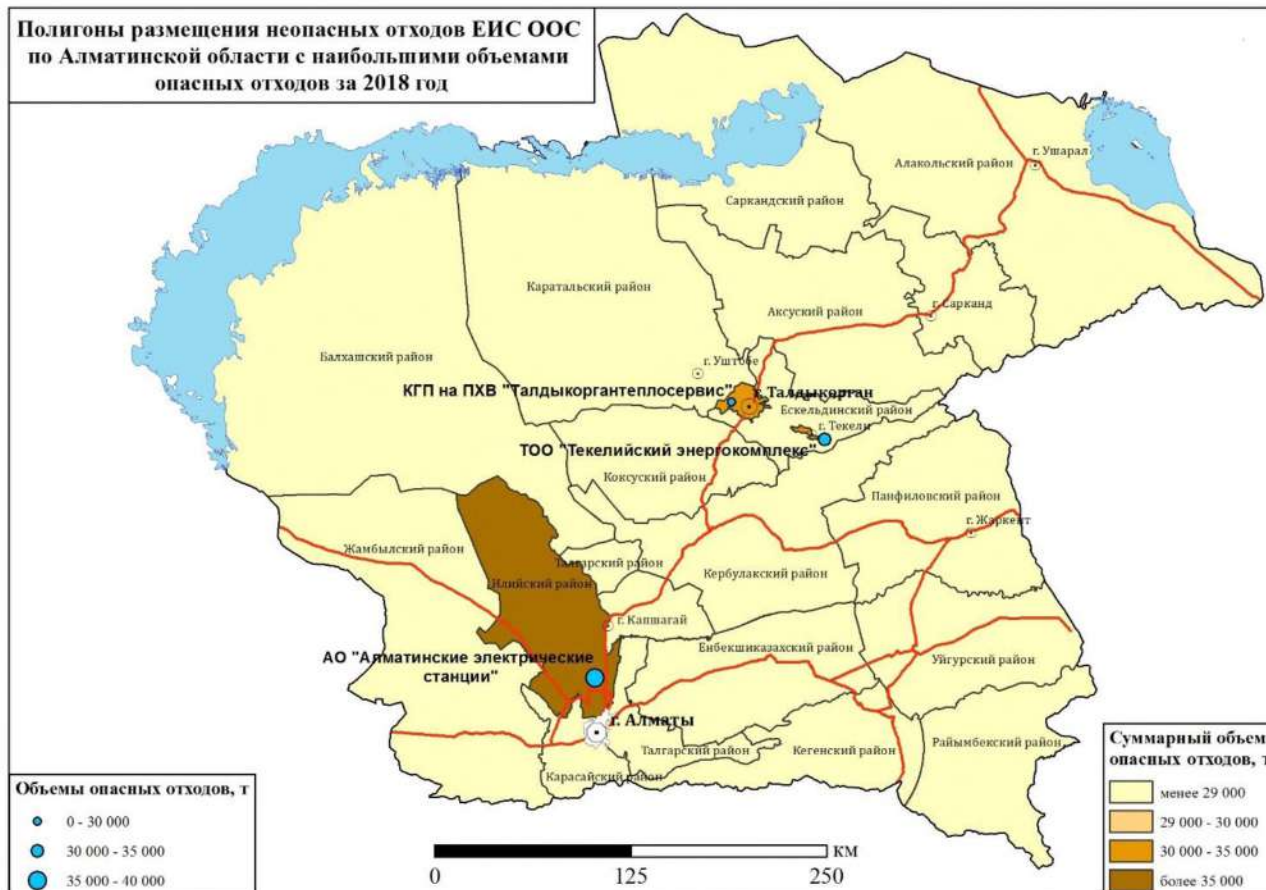 Полигоны размещения неопасных отходов ЕИС ООС
по Алматинской области с наибольшими объемами
опасных отходов за 2018 год
г. Ушарал
Алакольский район
Саркандский район
Каратальский район
Аксуский район
г. Сарканд
Балхашский район
г. Уштобе
КГП на ПХВ "Талдыкоргантеплосервис"
г. Талдыкорган
Ескельдинский район
г. Текели
ТОО "Текелийский энергокомплекс"
Коксуский район
Панфиловский район
г. Жаркент
Жамбылский район
Талгарский район
Илийский район
Кербулакский район
г. Капшагай
Енбекшиказахский район
Уйгурский район
АО "Алматинские электрические
станции"
г. Алматы
Талгарский район
Кегенский район
Райымбекский район
Карасайский район
Объемы опасных отходов, т
0 - 30 000
30 000 - 35 000
35 000 - 40 000
км
0 125 250
Суммарный объем
опасных отходов, т
менее 29 000
29 000 - 30 000
30 000 - 35 000
более 35 000